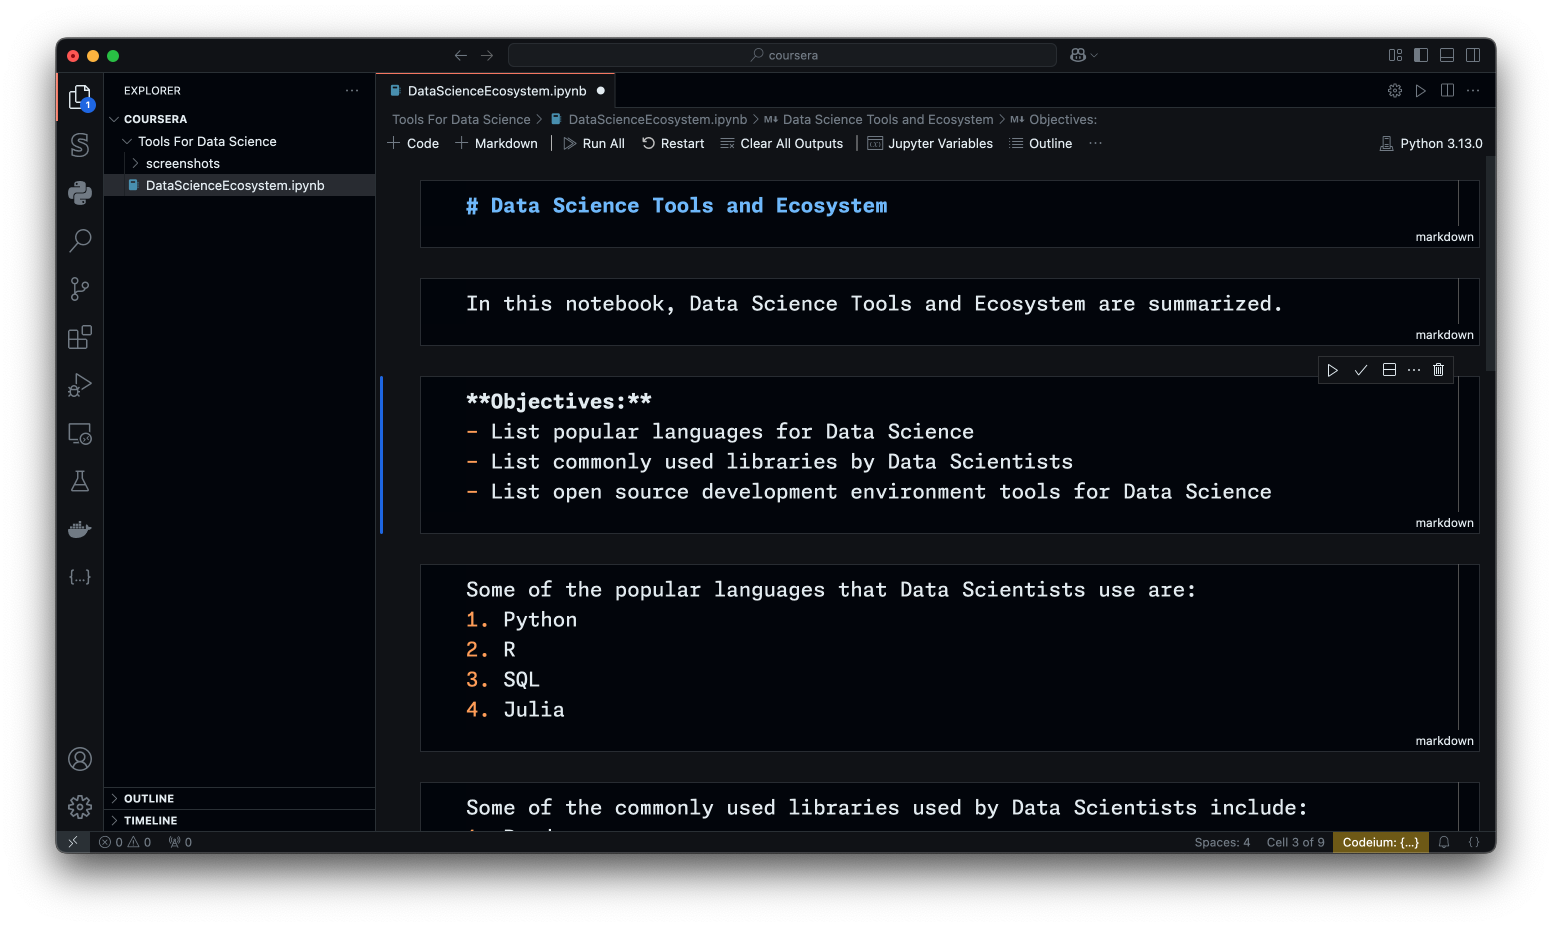 coursera
EXPLORER
1
COURSERA
Tools For Data Science
screenshots
DataScienceEcosystem.ipynb
OUTLINE
TIMELINE
DataScienceEcosystem.ipynb
Tools For Data Science > DataScienceEcosystem.ipynb > M↓ Data Science Tools and Ecosystem > M↓ Objectives:
+ Code + Markdown | Run All Restart Clear All Outputs | Jupyter Variables Outline ... Python 3.13.0
# Data Science Tools and Ecosystem
markdown
In this notebook, Data Science Tools and Ecosystem are summarized.
markdown
**Objectives:**
- List popular languages for Data Science
- List commonly used libraries by Data Scientists
- List open source development environment tools for Data Science
markdown
Some of the popular languages that Data Scientists use are:
1. Python
2. R
3. SQL
4. Julia
markdown
Some of the commonly used libraries used by Data Scientists include:
0 0 0 Spaces: 4 Cell 3 of 9 Codeium: {...} {}